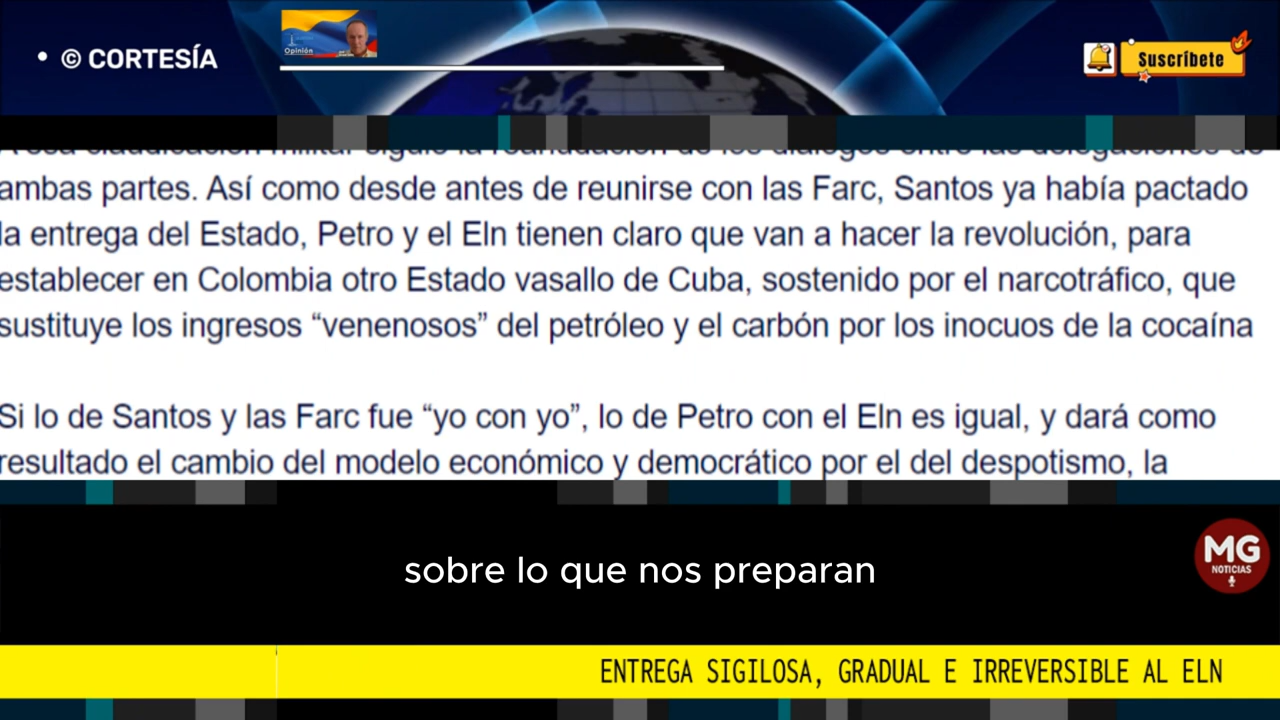 • © CORTESÍA
Opinión
Suscríbete
ambas partes. Así como desde antes de reunirse con las Farc, Santos ya había pactado
la entrega del Estado, Petro y el Eln tienen claro que van a hacer la revolución, para
establecer en Colombia otro Estado vasallo de Cuba, sostenido por el narcotráfico, que
sustituye los ingresos “venenosos” del petróleo y el carbón por los inocuos de la cocaína
Si lo de Santos y las Farc fue “yo con yo”, lo de Petro con el Eln es igual, y dará como
resultado el cambio del modelo económico y democrático por el del despotismo, la
sobre lo que nos preparan
MG
NOTICIAS
ENTREGA SIGILOSA, GRADUAL E IRREVERSIBLE AL ELN